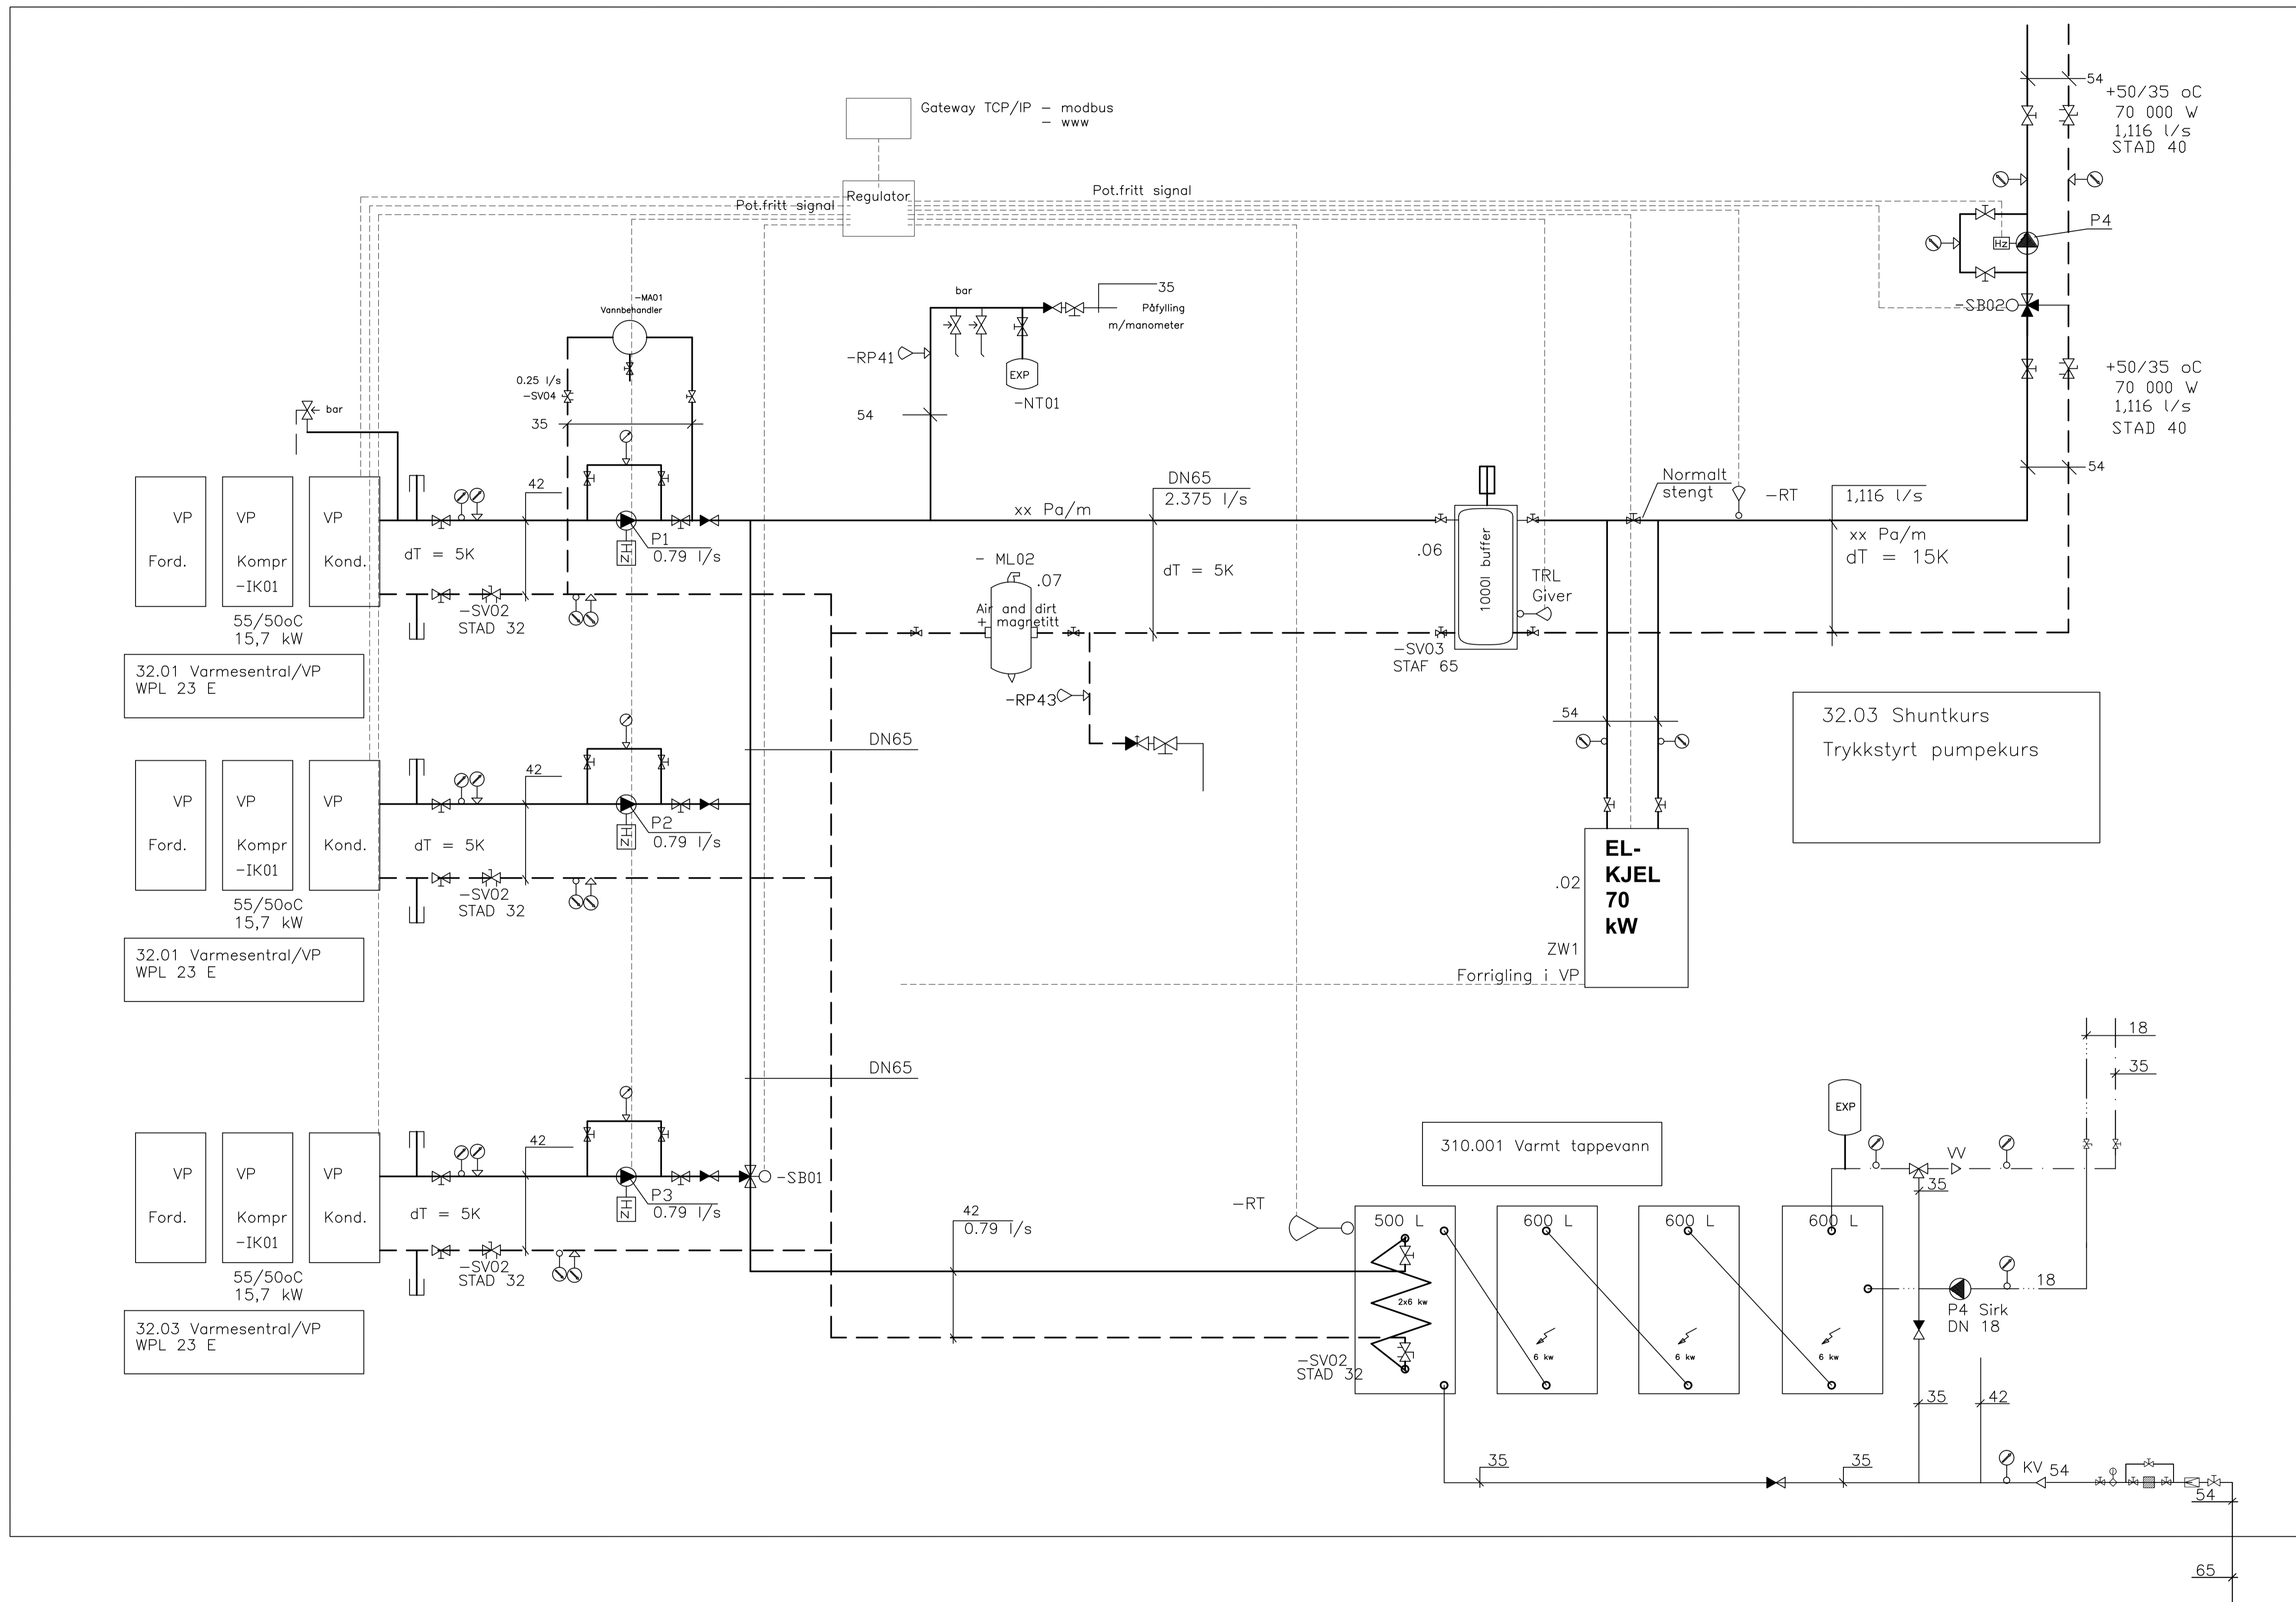 Gateway TCP/IP - modbus
- www
Regulator
Pot.fritt signal
Pot.fritt signal
54
+50/35 oC
70 000 W
1,116 l/s
STAD 40
P4
Hz
-SB02
+50/35 oC
70 000 W
1,116 l/s
STAD 40
54
-MA01
Vannbehandler
0.25 l/s
-SV04
35
bar
bar
35
Påfylling
m/manometer
-RP41
EXP
-NT01
54
VP
Ford.
VP
Kompr
-IK01
VP
Kond.
55/50oC
15,7 kW
dT = 5K
42
P1
0.79 l/s
Hz
-SV02
STAD 32
32.01 Varmesentral/VP
WPL 23 E
xx Pa/m
DN65
2.375 l/s
dT = 5K
- ML02
.07
Air and dirt
+ magnetitt
-RP43
.06
1000l buffer
TRL
Giver
-SV03
STAF 65
Normalt
stengt
-RT
1,116 l/s
xx Pa/m
dT = 15K
54
32.03 Shuntkurs
Trykkstyrt pumpekurs
DN65
VP
Ford.
VP
Kompr
-IK01
VP
Kond.
55/50oC
15,7 kW
dT = 5K
42
P2
0.79 l/s
Hz
-SV02
STAD 32
32.01 Varmesentral/VP
WPL 23 E
EL-
KJEL
70
kW
.02
ZW1
Forrigling i VP
DN65
VP
Ford.
VP
Kompr
-IK01
VP
Kond.
55/50oC
15,7 kW
dT = 5K
42
P3
0.79 l/s
Hz
-SV02
STAD 32
32.03 Varmesentral/VP
WPL 23 E
-SB01
42
0.79 l/s
-RT
310.001 Varmt tappevann
500 L
600 L
600 L
600 L
2x6 kw
6 kw
6 kw
6 kw
-SV02
STAD 32
EXP
VV
18
35
35
18
P4 Sirk
DN 18
35
42
35
35
KV 54
54
65